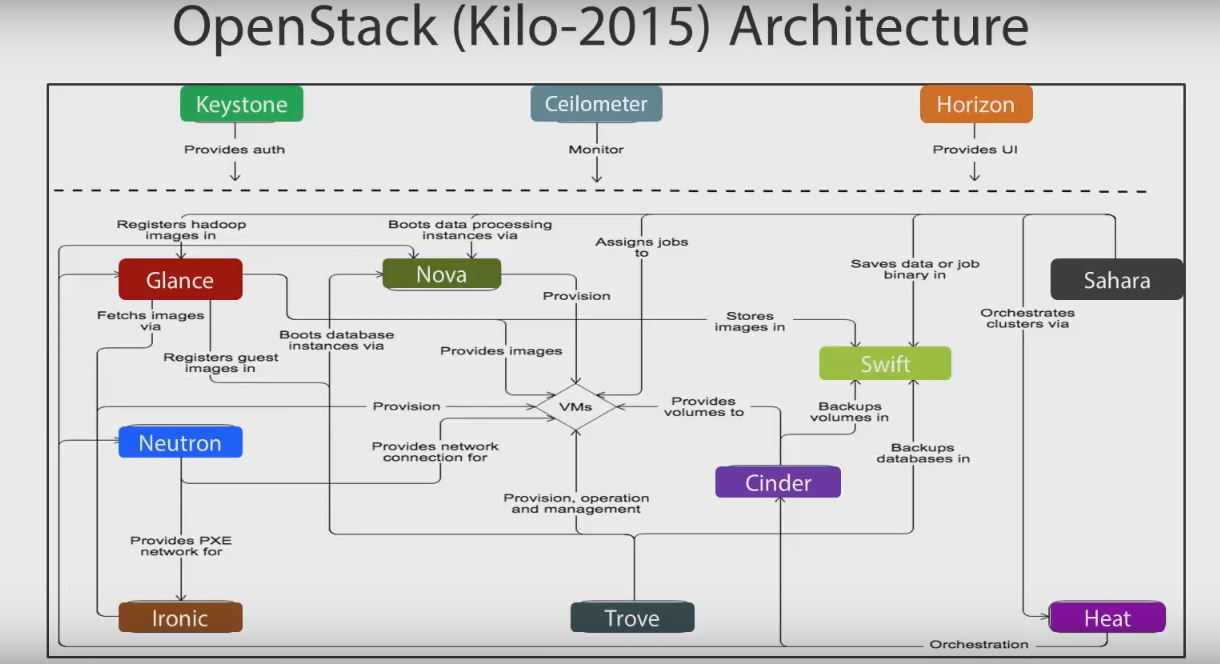 OpenStack (Kilo-2015) Architecture
Keystone
Ceilometer
Horizon
Provides auth
Monitor
Provides UI
Registers hadoop
images in
Boots data processing
instances via
Assigns jobs
to
Saves data or job
binary in
Glance
Nova
Sahara
Provision
Fetchs images
via
Stores
images in
Orchestrates
clusters via
Boots database
instances via
Provides images
Registers guest
images in
Swift
Provision
VMs
Provides
volumes to
Backups
volumes in
Neutron
Provides network
connection for
Backups
databases in
Cinder
Provision, operation
and management
Provides PXE
network for
Ironic
Trove
Heat
Orchestration